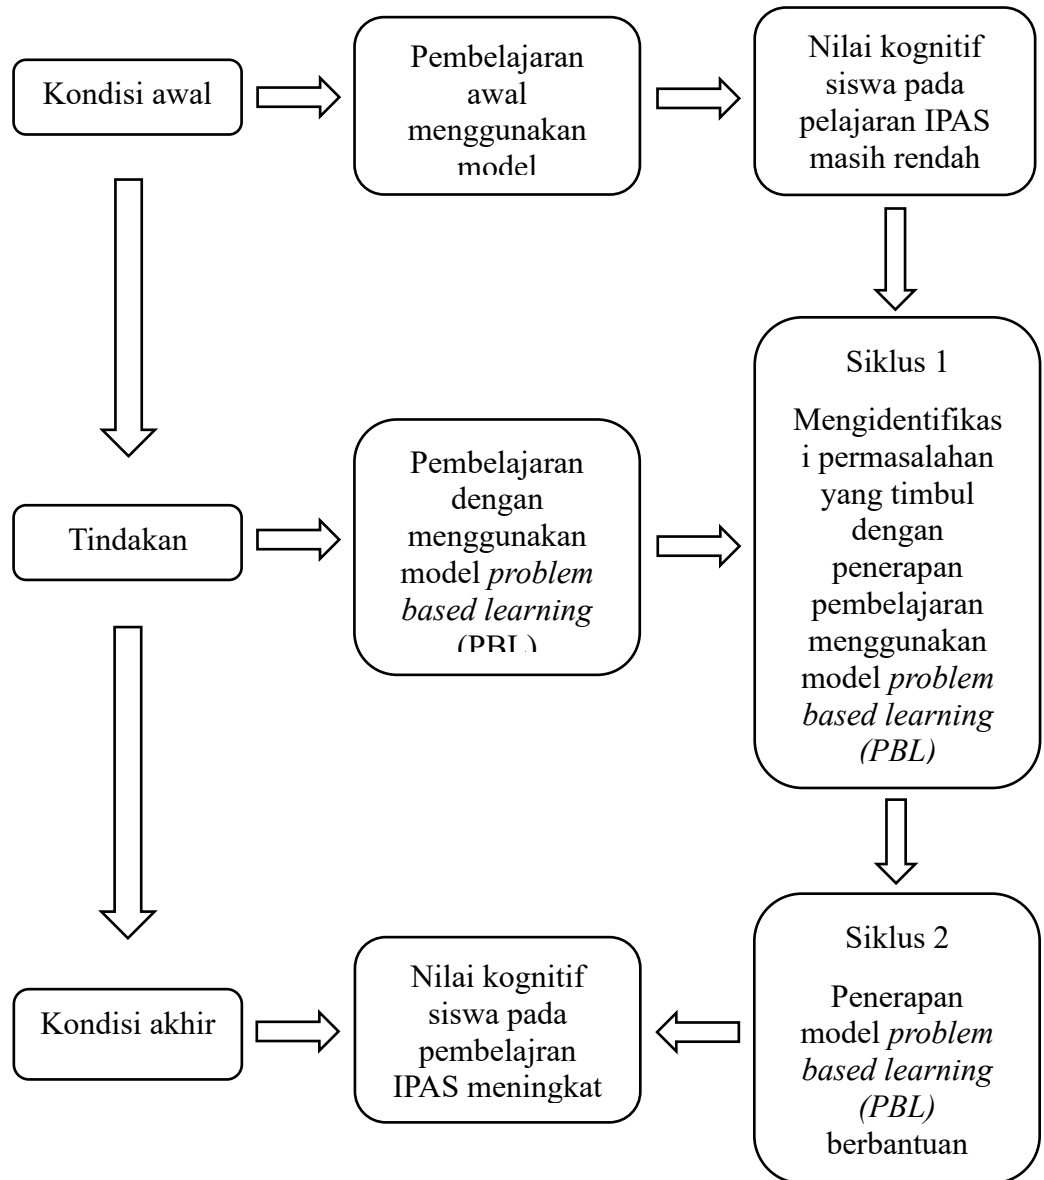 Kondisi awal
Pembelajaran
awal
menggunakan
model
Nilai kognitif
siswa pada
pelajaran IPAS
masih rendah
Siklus 1
Mengidentifikas
i permasalahan
yang timbul
dengan
penerapan
pembelajaran
menggunakan
model problem
based learning
(PBL)
Tindakan
Pembelajaran
dengan
menggunakan
model problem
based learning
(PBL)
Siklus 2
Penerapan
model problem
based learning
(PBL)
berbantuan
Kondisi akhir
Nilai kognitif
siswa pada
pembelajran
IPAS meningkat